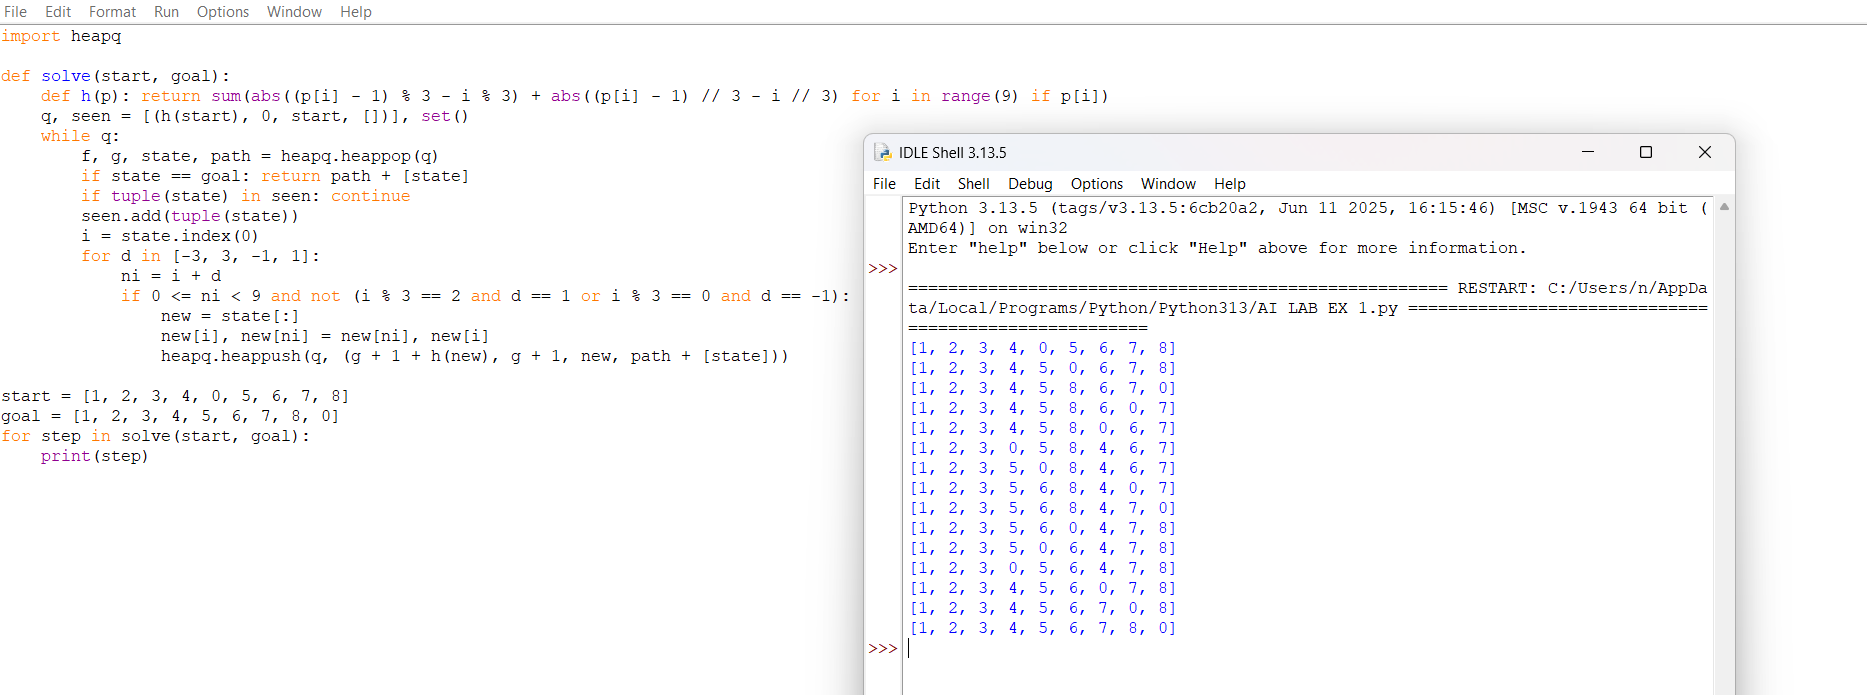 File Edit Format Run Options Window Help
import heapq
def solve(start, goal):
    def h(p): return sum(abs((p[i] - 1) % 3 - i % 3) + abs((p[i] - 1) // 3 - i // 3) for i in range(9) if p[i])
    q, seen = [(h(start), 0, start, [])], set()
    while q:
        f, g, state, path = heapq.heappop(q)
        if state == goal: return path + [state]
        if tuple(state) in seen: continue
        seen.add(tuple(state))
        i = state.index(0)
        for d in [-3, 3, -1, 1]:
            ni = i + d
            if 0 <= ni < 9 and not (i % 3 == 2 and d == 1 or i % 3 == 0 and d == -1):
                new = state[:]
                new[i], new[ni] = new[ni], new[i]
                heapq.heappush(q, (g + 1 + h(new), g + 1, new, path + [state]))
start = [1, 2, 3, 4, 0, 5, 6, 7, 8]
goal = [1, 2, 3, 4, 5, 6, 7, 8, 0]
for step in solve(start, goal):
    print(step)
IDLE Shell 3.13.5
File Edit Shell Debug Options Window Help
Python 3.13.5 (tags/v3.13.5:6cb20a2, Jun 11 2025, 16:15:46) [MSC v.1943 64 bit (
AMD64)] on win32
Enter "help" below or click "Help" above for more information.
>>>
====================================================== RESTART: C:/Users/n/AppDa
ta/Local/Programs/Python/Python313/AI LAB EX 1.py ==============================
========================
[1, 2, 3, 4, 0, 5, 6, 7, 8]
[1, 2, 3, 4, 5, 0, 6, 7, 8]
[1, 2, 3, 4, 5, 8, 6, 7, 0]
[1, 2, 3, 4, 5, 8, 6, 0, 7]
[1, 2, 3, 4, 5, 8, 0, 6, 7]
[1, 2, 3, 0, 5, 8, 4, 6, 7]
[1, 2, 3, 5, 0, 8, 4, 6, 7]
[1, 2, 3, 5, 6, 8, 4, 0, 7]
[1, 2, 3, 5, 6, 8, 4, 7, 0]
[1, 2, 3, 5, 6, 0, 4, 7, 8]
[1, 2, 3, 5, 0, 6, 4, 7, 8]
[1, 2, 3, 0, 5, 6, 4, 7, 8]
[1, 2, 3, 4, 5, 6, 0, 7, 8]
[1, 2, 3, 4, 5, 6, 7, 0, 8]
[1, 2, 3, 4, 5, 6, 7, 8, 0]
>>>